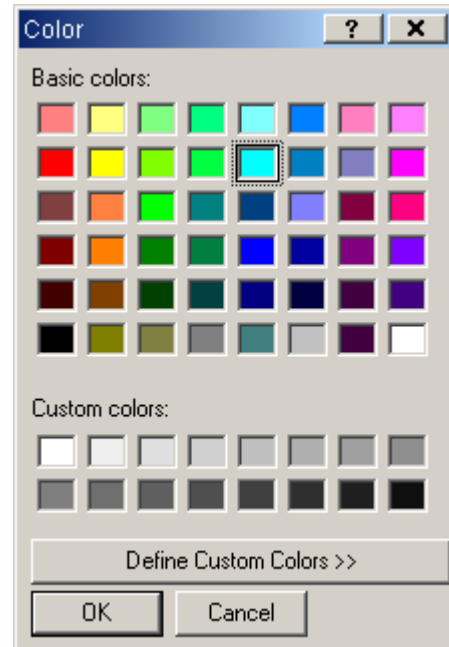 Color ? X
Basic colors:
Custom colors:
Define Custom Colors >>
OK Cancel